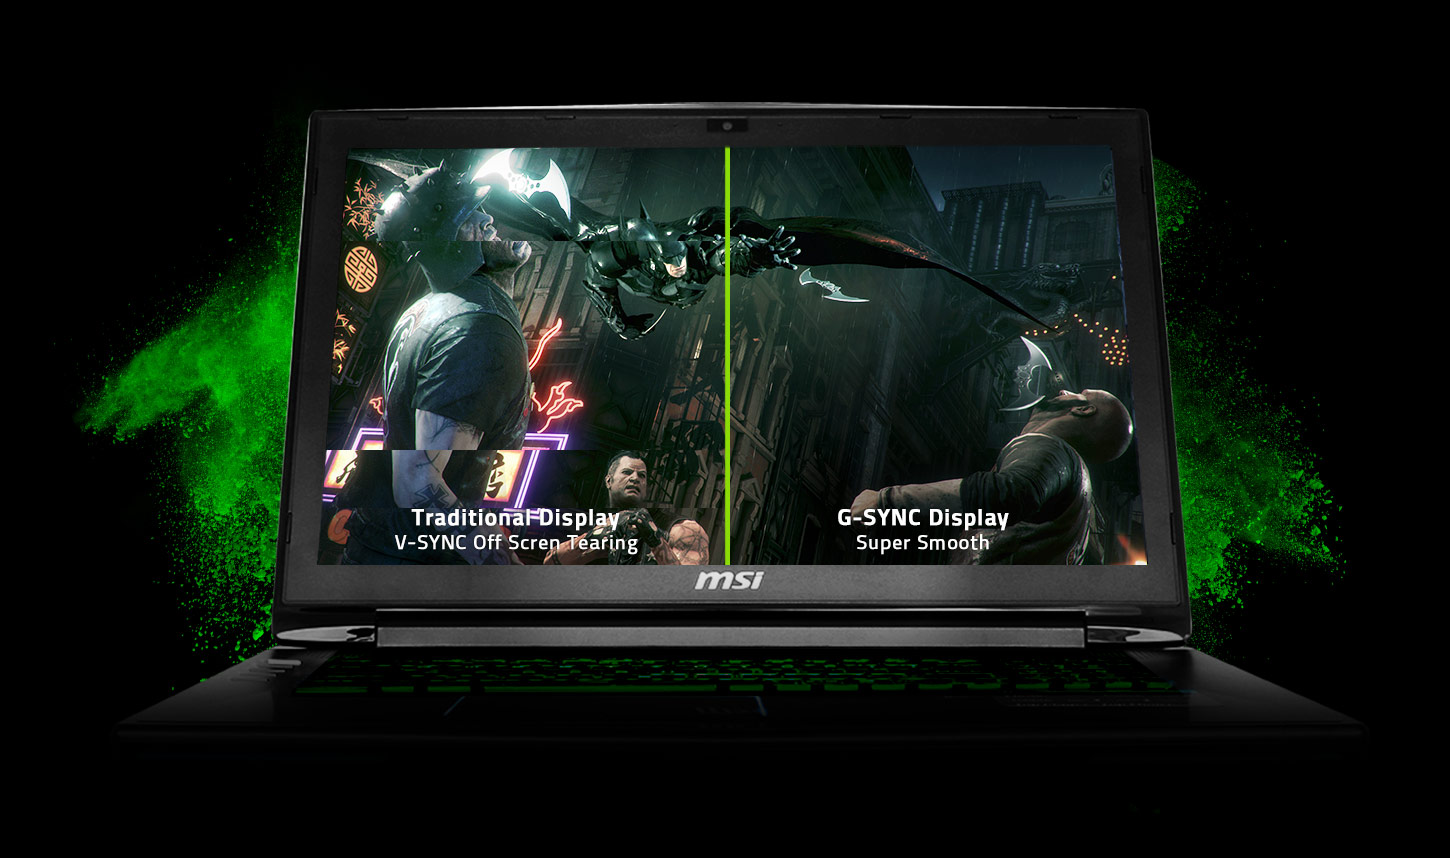 Traditional Display
V-SYNC Off Scren Tearing
G-SYNC Display
Super Smooth
msi